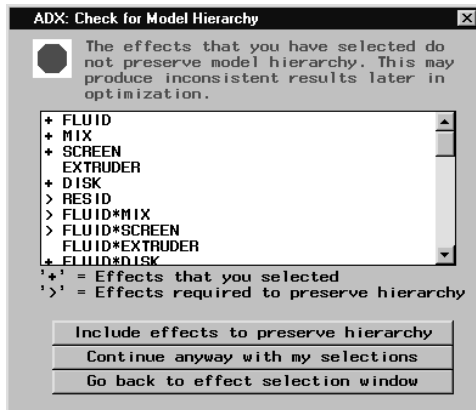 ADX: Check for Model Hierarchy
The effects that you have selected do
not preserve model hierarchy. This may
produce inconsistent results later in
optimization.
+ FLUID
+ MIX
+ SCREEN
EXTRUDER
+ DISK
> RESID
> FLUID*MIX
> FLUID*SCREEN
FLUID*EXTRUDER
+ FLUID*DISK
'+' = Effects that you selected
'>' = Effects required to preserve hierarchy
Include effects to preserve hierarchy
Continue anyway with my selections
Go back to effect selection window